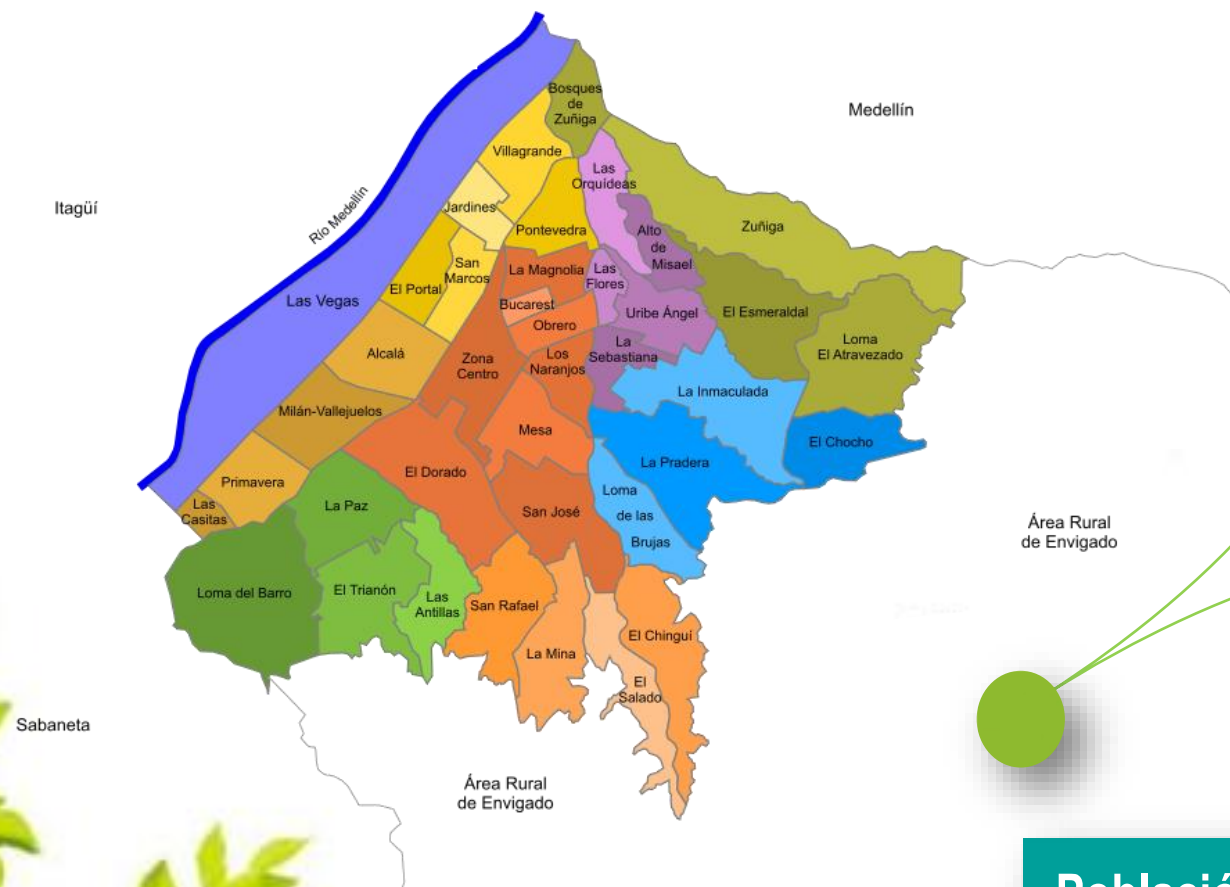 Bosques
de
Zuñiga
Medellín
Villagrande
Las
Orquídeas
Itagüí
Río Medellín
Jardines
Pontevedra
Alto
de
Misael
Zuñiga
San
Marcos
La Magnolia
Las
Flores
El Portal
Las Vegas
Bucarest
Obrero
Uribe Ángel
El Esmeraldal
Loma
El Atravezado
Alcalá
Zona
Centro
Los
Naranjos
La
Sebastiana
La Inmaculada
Milán-Vallejuelos
Mesa
El Chocho
El Dorado
La Pradera
Primavera
Las
Casitas
La Paz
San José
Loma
de las
Brujas
Área Rural
de Envigado
Loma del Barro
El Trianón
Las
Antillas
San Rafael
El Chinguí
La Mina
El
Salado
Sabaneta
Área Rural
de Envigado